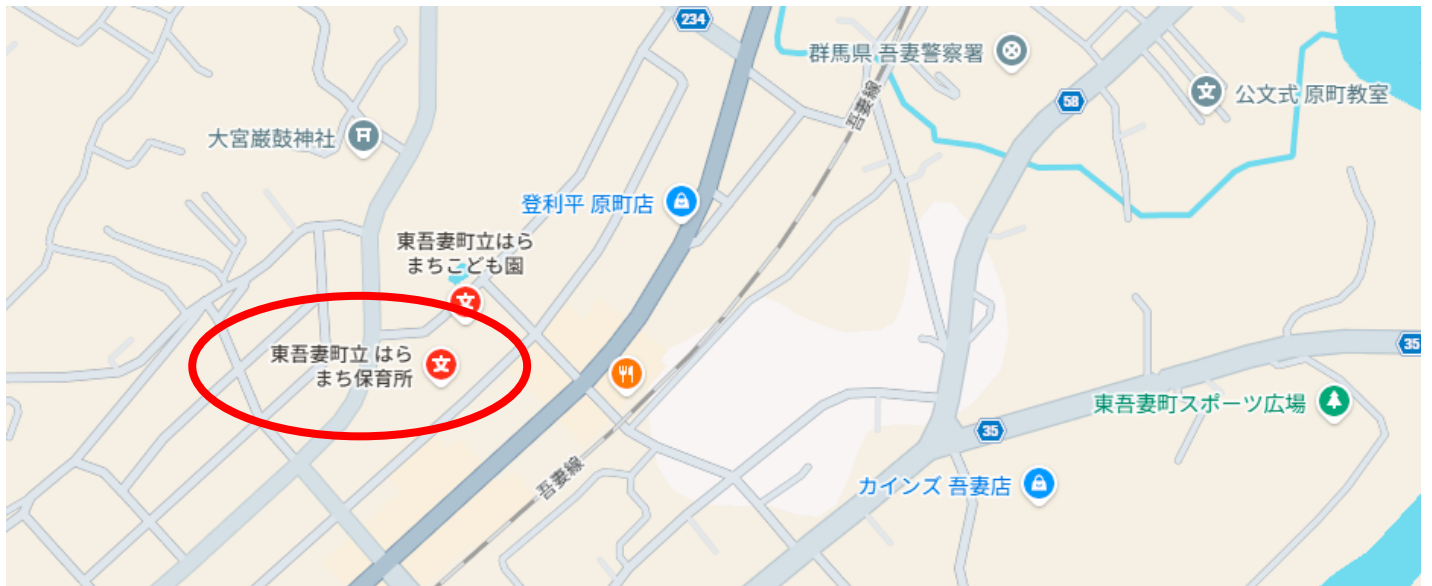 234
群馬県 吾妻警察署
58
公文式 原町教室
吾妻線
大宮巌鼓神社
登利平 原町店
東吾妻町立はら
まちこども園
文
35
東吾妻町立 はら
まち保育所
文
東吾妻町スポーツ広場
35
吾妻線
カインズ 吾妻店
文